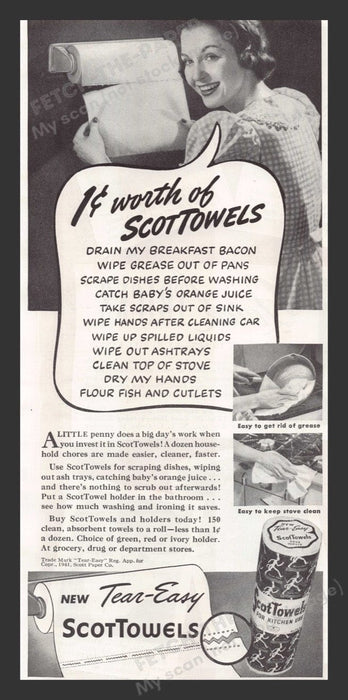 FETCH-THE-PAPER
1¢ worth of
SCOTTOWELS
DRAIN MY BREAKFAST BACON
WIPE GREASE OUT OF PANS
SCRAPE DISHES BEFORE WASHING
CATCH BABY'S ORANGE JUICE
TAKE SCRAPS OUT OF SINK
WIPE HANDS AFTER CLEANING CAR
WIPE UP SPILLED LIQUIDS
WIPE OUT ASHTRAYS
CLEAN TOP OF STOVE
DRY MY HANDS
FLOUR FISH AND CUTLETS
Easy to get rid of grease
Easy to keep stove clean
A LITTLE penny does a big day's work when
you invest it in ScotTowels! A dozen house-
hold chores are made easier, cleaner, faster.
Use ScotTowels for scraping dishes, wiping
out ash trays, catching baby's orange juice . . .
and there's nothing to scrub out afterwards!
Put a ScotTowel holder in the bathroom . . .
see how much washing and ironing it saves.
Buy ScotTowels and holders today! 150
clean, absorbent towels to a roll—less than 1¢
a dozen. Choice of green, red or ivory holder.
At grocery, drug or department stores.
Trade Mark "Tear-Easy" Reg. App. for
Copr., 1941, Scott Paper Co.
NEW Tear-Easy
SCOTTOWELS
New Tear-Easy
ScotTowels
ScotTowels
FOR KITCHEN USE